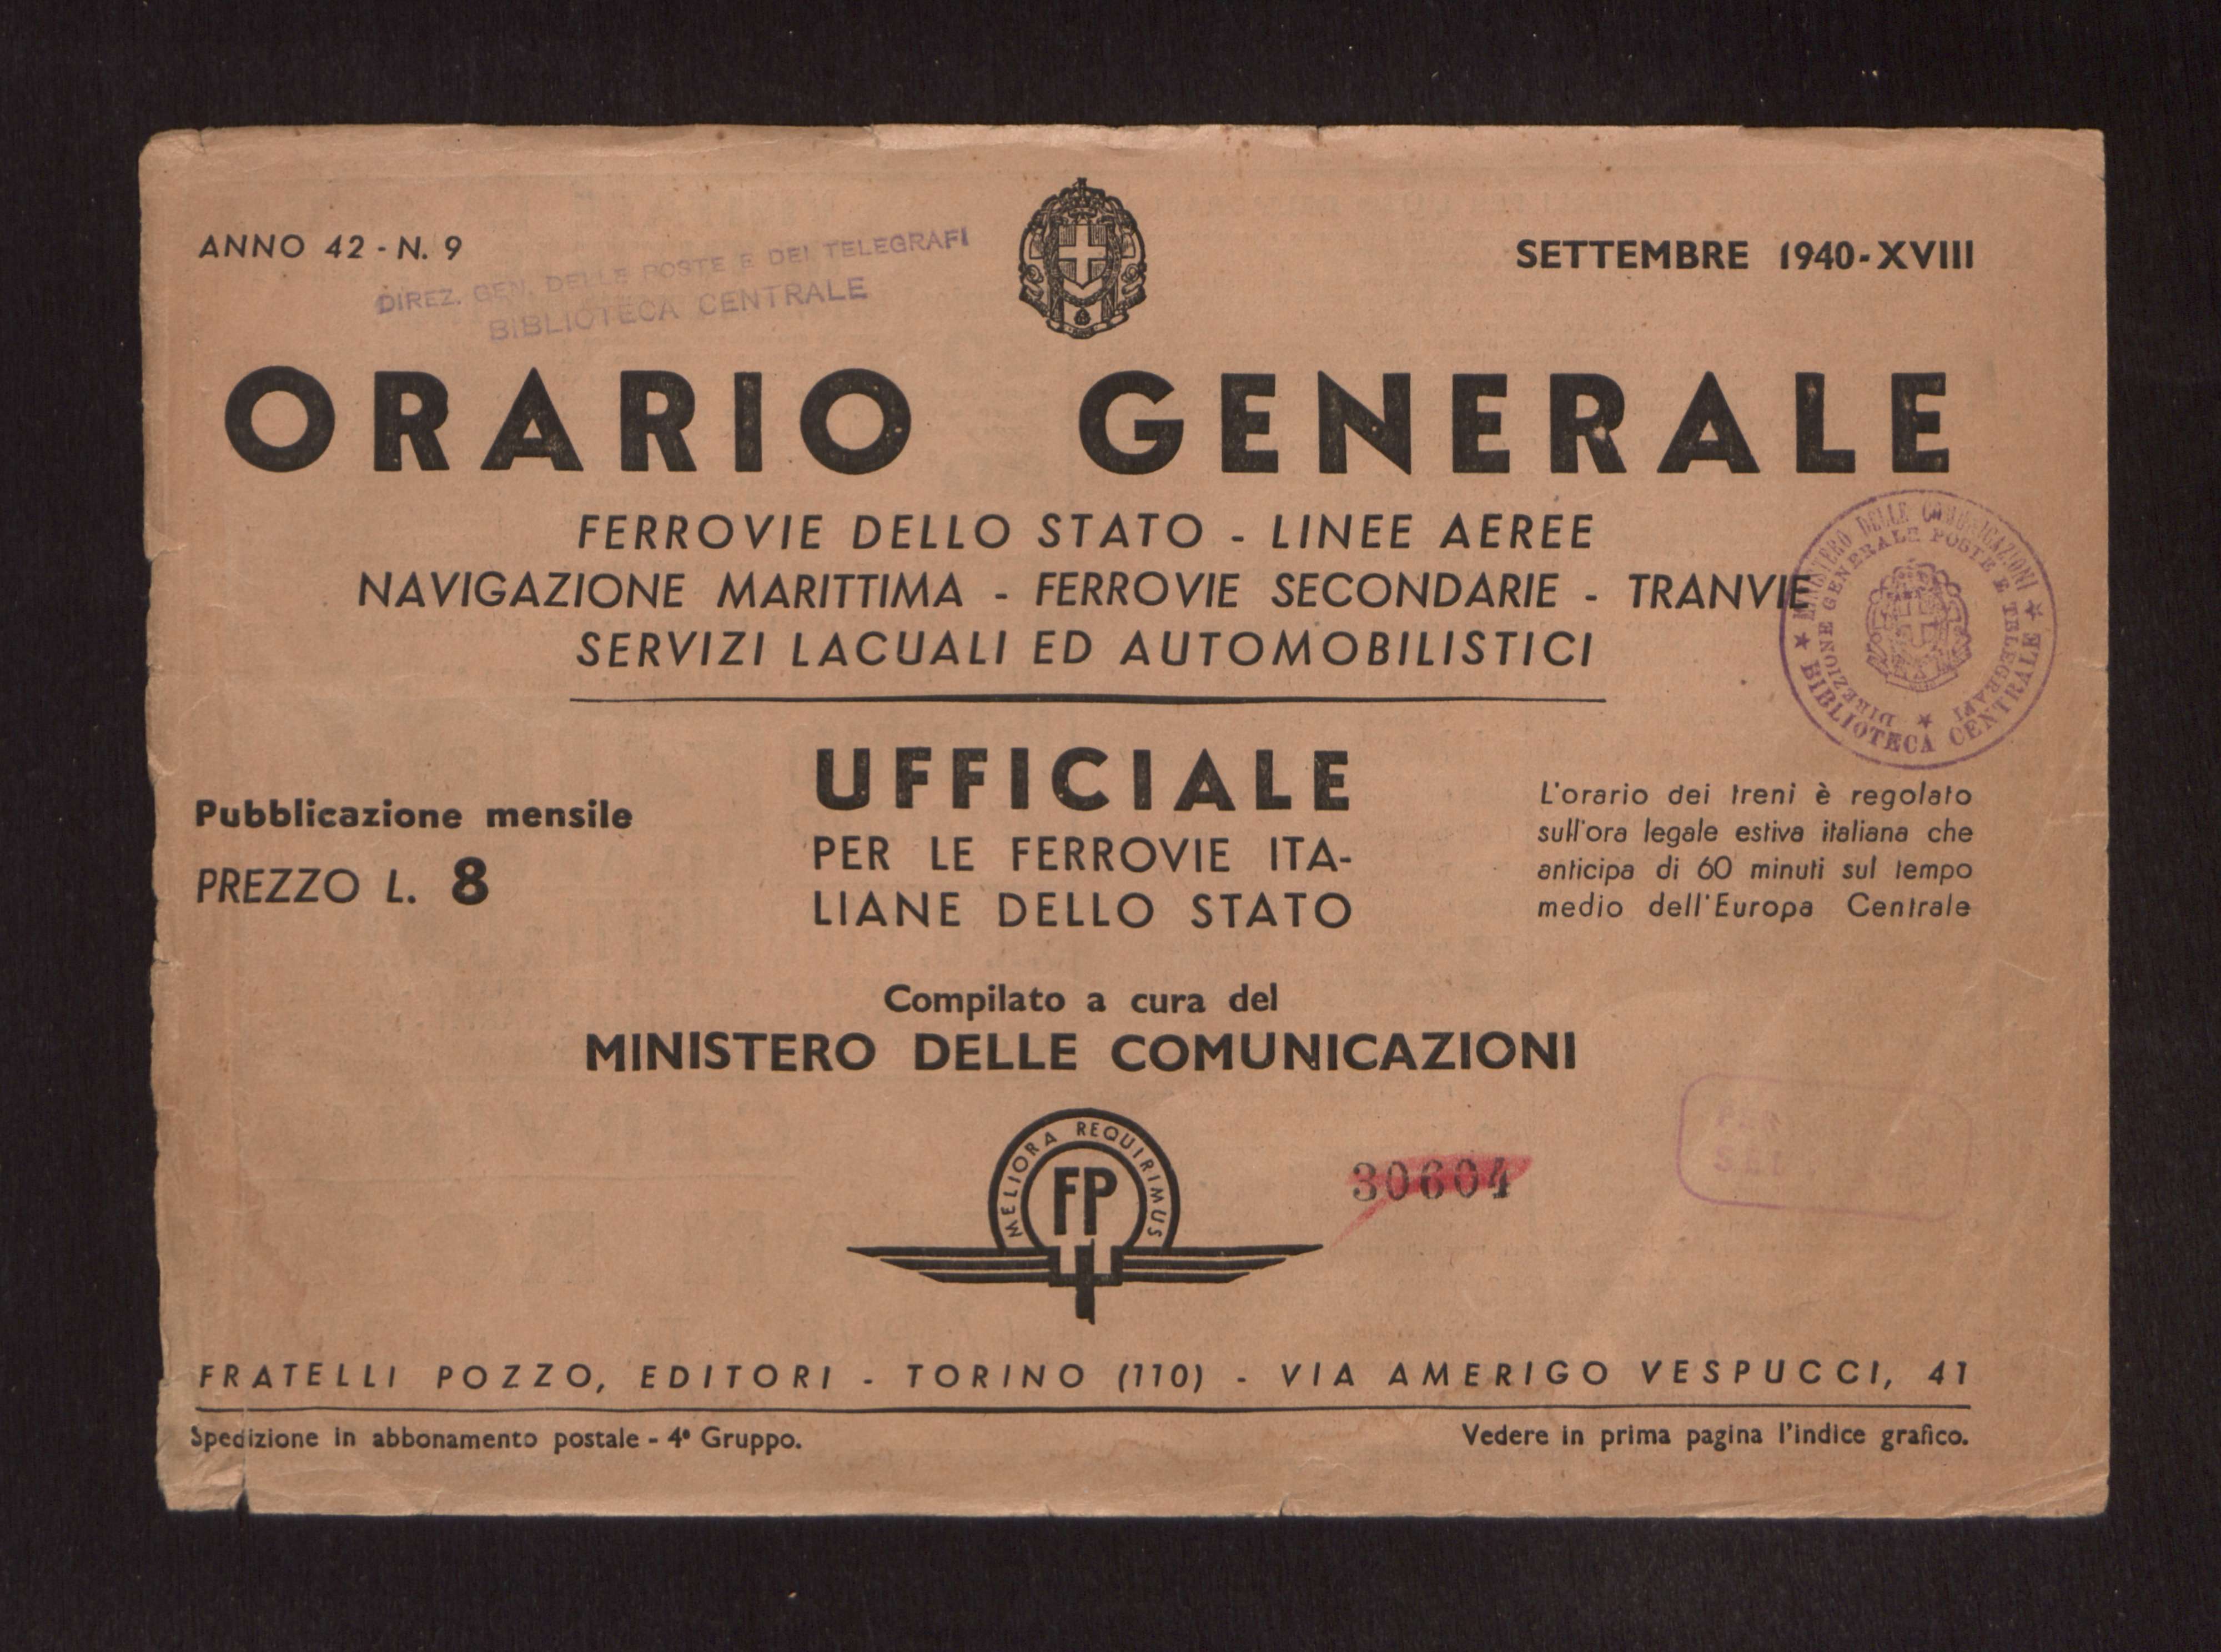 ANNO 42 - N. 9
SETTEMBRE 1940-XVIII
DIREZ. GEN. DELLE POSTE E DEI TELEGRAFI
BIBLIOTECA CENTRALE
ORARIO GENERALE
FERROVIE DELLO STATO - LINEE AEREE
NAVIGAZIONE MARITTIMA - FERROVIE SECONDARIE - TRANVIE
SERVIZI LACUALI ED AUTOMOBILISTICI
MINISTERO DELLE COMUNICAZIONI
DIREZIONE GENERALE POSTE E TELEGRAFI
BIBLIOTECA CENTRALE
Pubblicazione mensile
PREZZO L. 8
UFFICIALE
PER LE FERROVIE ITA-
LIANE DELLO STATO
L'orario dei treni è regolato
sull'ora legale estiva italiana che
anticipa di 60 minuti sul tempo
medio dell'Europa Centrale
Compilato a cura del
MINISTERO DELLE COMUNICAZIONI
MELIORA REQUIRIMUS
FP
30604
FRATELLI POZZO, EDITORI - TORINO (110) - VIA AMERIGO VESPUCCI, 41
Spedizione in abbonamento postale - 4º Gruppo.
Vedere in prima pagina l'indice grafico.